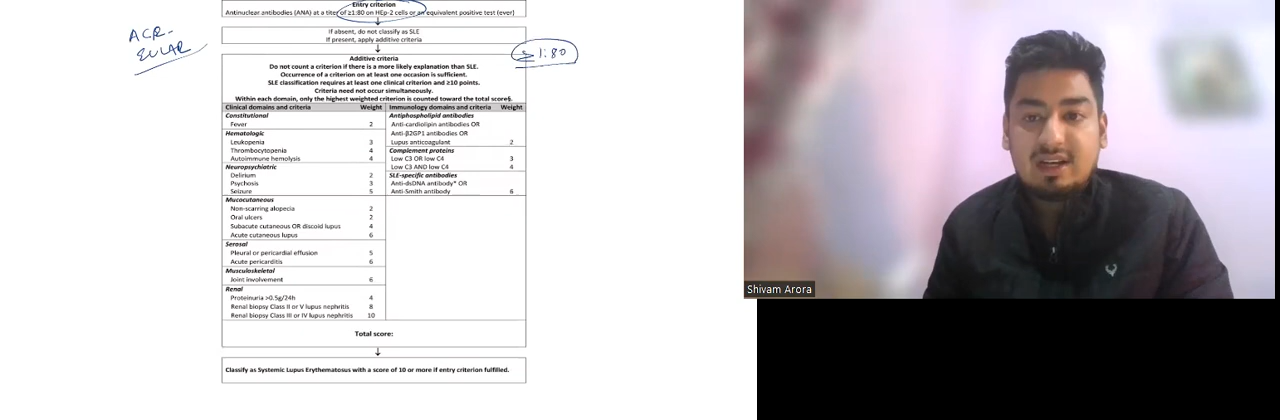 Entry criterion
Antinuclear antibodies (ANA) at a titer of ≥1:80 on HEp-2 cells or an equivalent positive test (ever)
ACR-
EULAR
If absent, do not classify as SLE
If present, apply additive criteria
≥1:80
Additive criteria
Do not count a criterion if there is a more likely explanation than SLE.
Occurrence of a criterion on at least one occasion is sufficient.
SLE classification requires at least one clinical criterion and ≥10 points.
Criteria need not occur simultaneously.
Within each domain, only the highest weighted criterion is counted toward the total score§.
Clinical domains and criteria Weight Immunology domains and criteria Weight
Constitutional
Fever 2
Hematologic
Leukopenia 3
Thrombocytopenia 4
Autoimmune hemolysis 4
Neuropsychiatric
Delirium 2
Psychosis 3
Seizure 5
Mucocutaneous
Non-scarring alopecia 2
Oral ulcers 2
Subacute cutaneous OR discoid lupus 4
Acute cutaneous lupus 6
Serosal
Pleural or pericardial effusion 5
Acute pericarditis 6
Musculoskeletal
Joint involvement 6
Renal
Proteinuria >0.5g/24h 4
Renal biopsy Class II or V lupus nephritis 8
Renal biopsy Class III or IV lupus nephritis 10
Antiphospholipid antibodies
Anti-cardiolipin antibodies OR
Anti-β2GP1 antibodies OR
Lupus anticoagulant 2
Complement proteins
Low C3 OR low C4 3
Low C3 AND low C4 4
SLE-specific antibodies
Anti-dsDNA antibody* OR
Anti-Smith antibody 6
Total score:
Classify as Systemic Lupus Erythematosus with a score of 10 or more if entry criterion fulfilled.
Shivam Arora